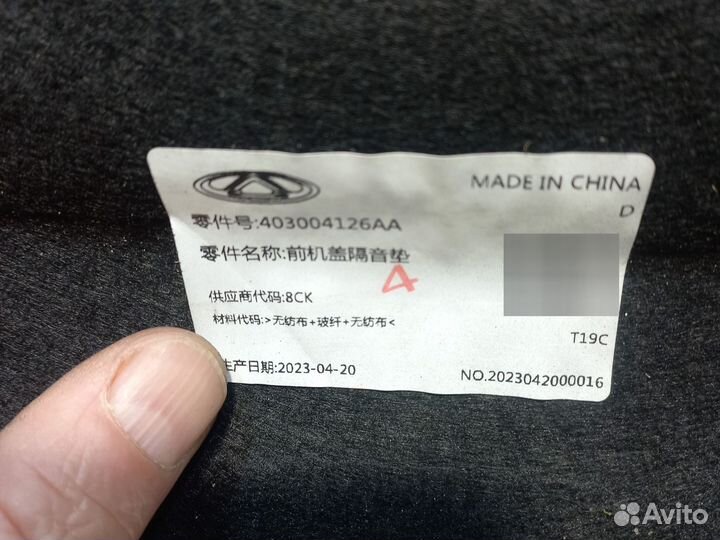 MADE IN CHINA
D
零件号:403004126AA
零件名称:前机盖隔音垫
4
供应商代码:8CK
材料代码:>无纺布+玻纤+无纺布<
T19C
生产日期:2023-04-20
NO.2023042000016
Avito